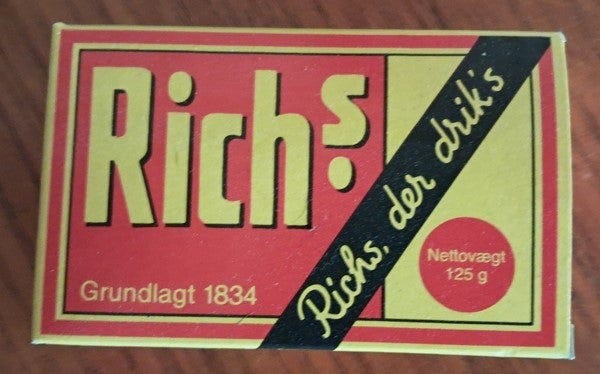 Richs
Richs, der drik's
Grundlagt 1834
Nettovægt
125 g